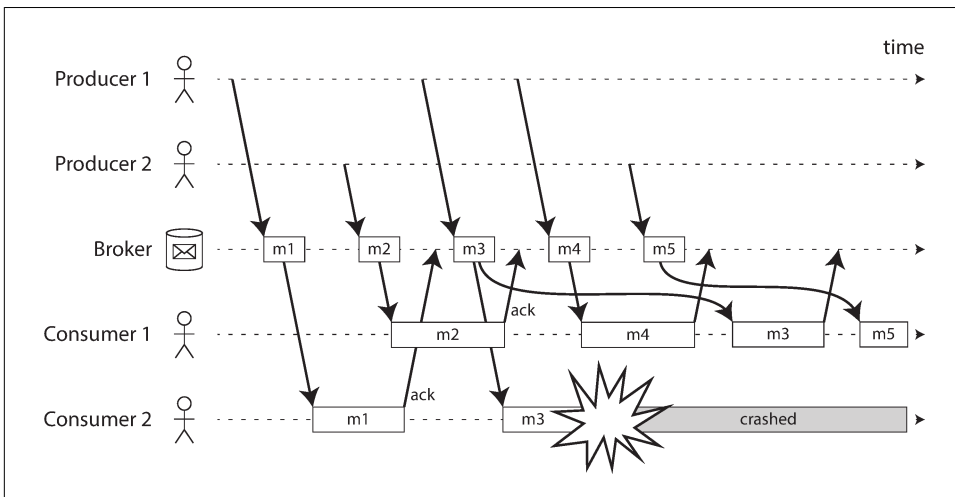 time
Producer 1
Producer 2
Broker
m1
m2
m3
m4
m5
ack
Consumer 1
m2
m4
m3
m5
ack
Consumer 2
m1
m3
crashed